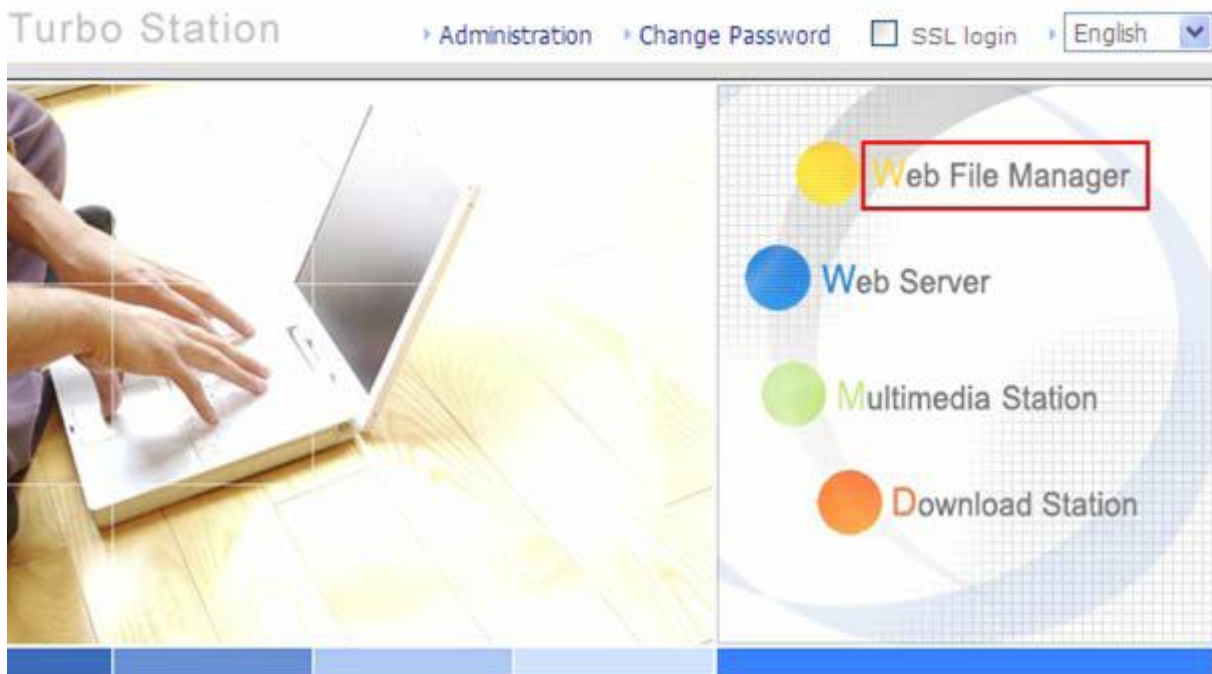 Turbo Station
Administration Change Password SSL login English
Web File Manager
Web Server
Multimedia Station
Download Station